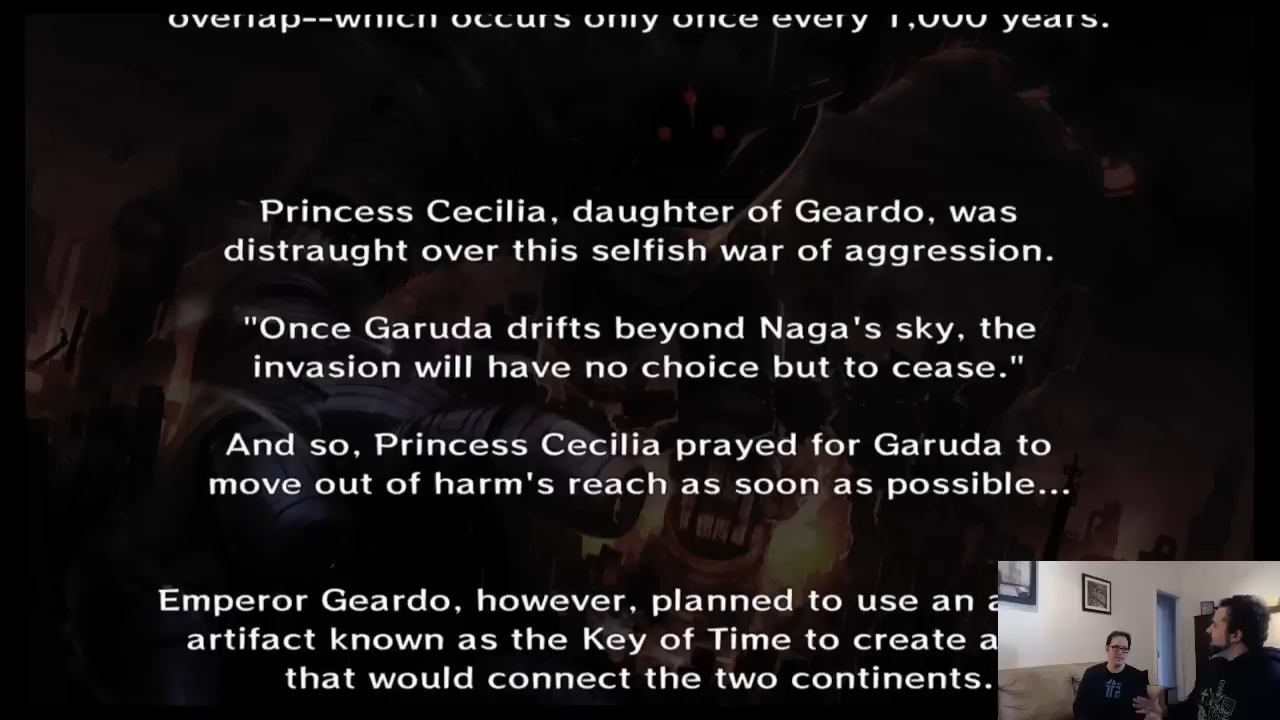 overlap--which occurs only once every 1,000 years.
Princess Cecilia, daughter of Geardo, was
distraught over this selfish war of aggression.
"Once Garuda drifts beyond Naga's sky, the
invasion will have no choice but to cease."
And so, Princess Cecilia prayed for Garuda to
move out of harm's reach as soon as possible...
Emperor Geardo, however, planned to use an
artifact known as the Key of Time to create
that would connect the two continents.